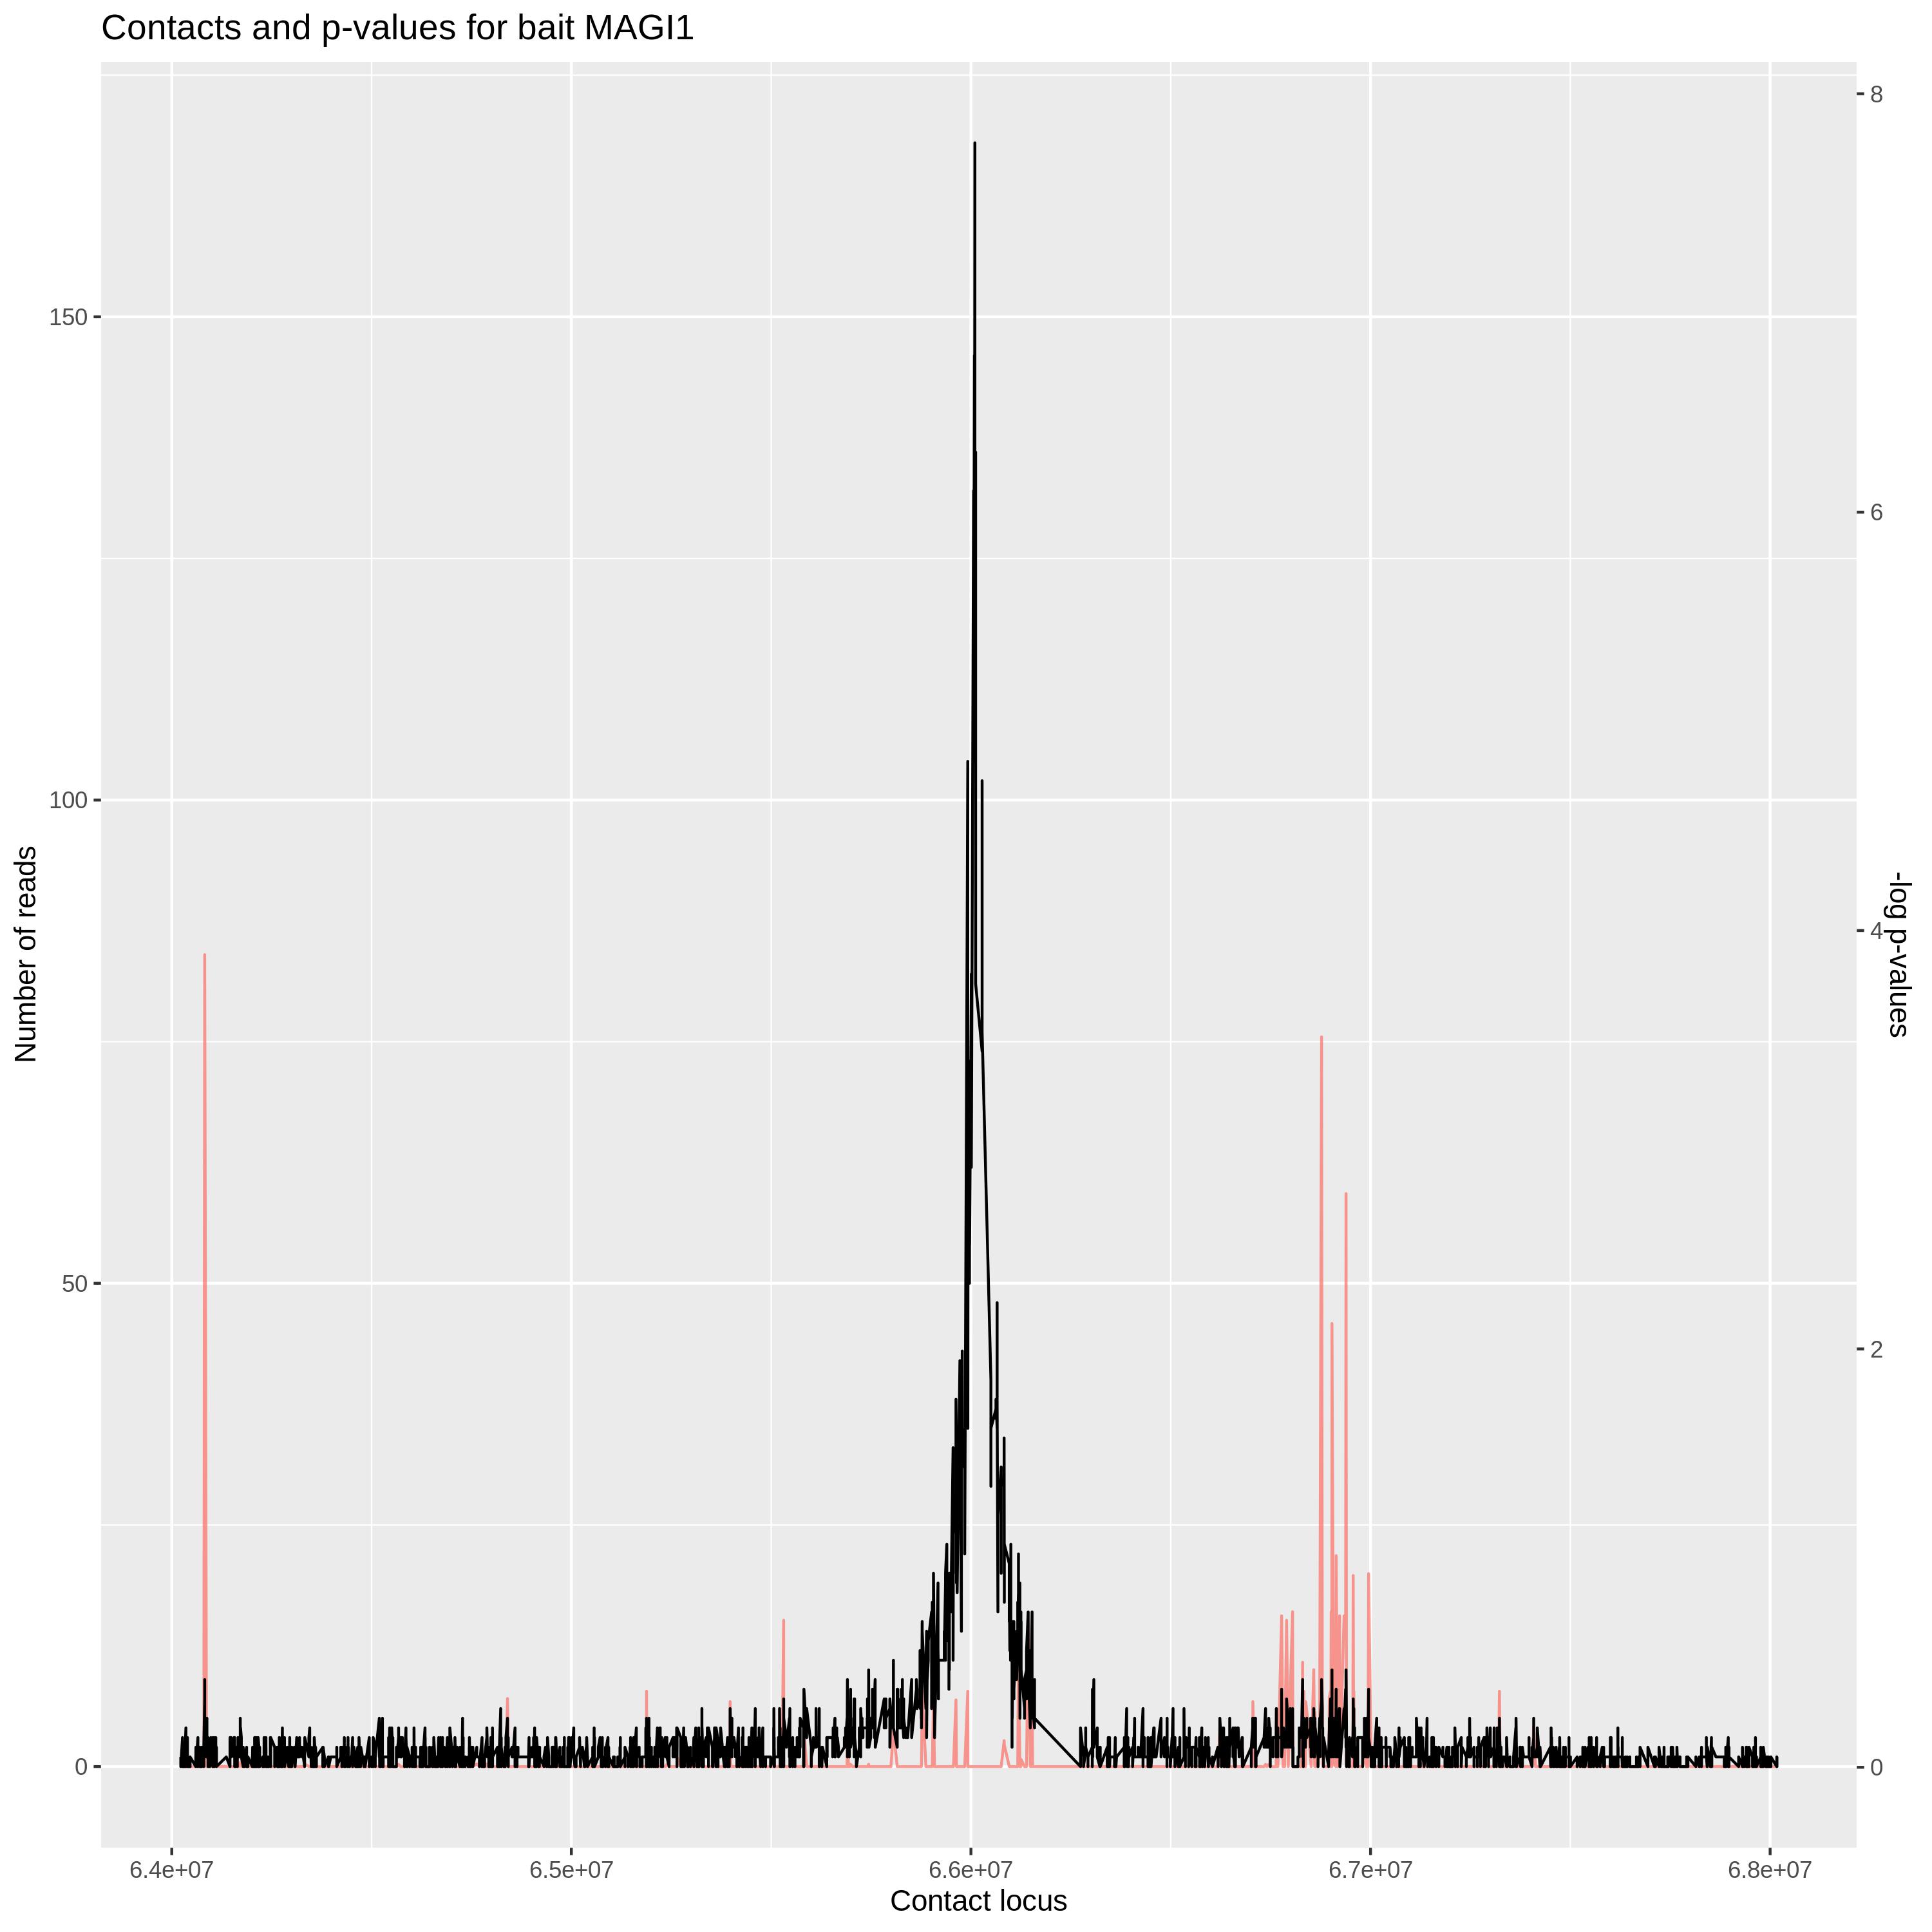 Contacts and p-values for bait MAGI1
8
150
6
100
Number of reads
4
-log p-values
50
2
0
0
6.4e+07 6.5e+07 6.6e+07 6.7e+07 6.8e+07
Contact locus